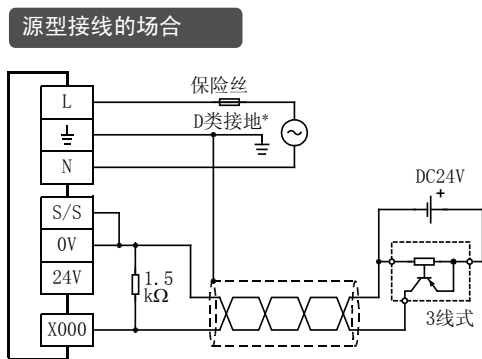 源型接线的场合
保险丝
L
D类接地*
N
DC24V
+
S/S
0V
24V
1.5
kΩ
X000
3线式